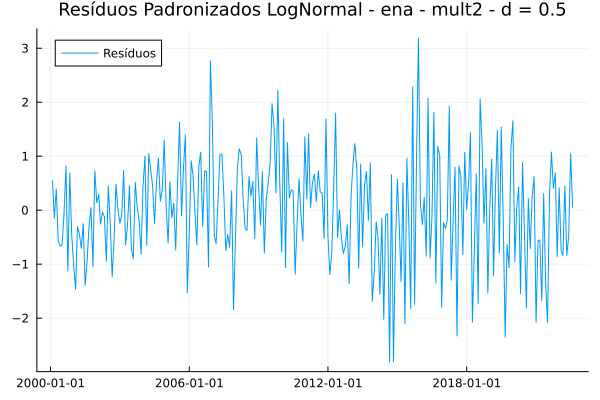 Resíduos Padronizados LogNormal - ena - mult2 - d = 0.5
Resíduos
3
2
1
0
−1
−2
2000-01-01 2006-01-01 2012-01-01 2018-01-01